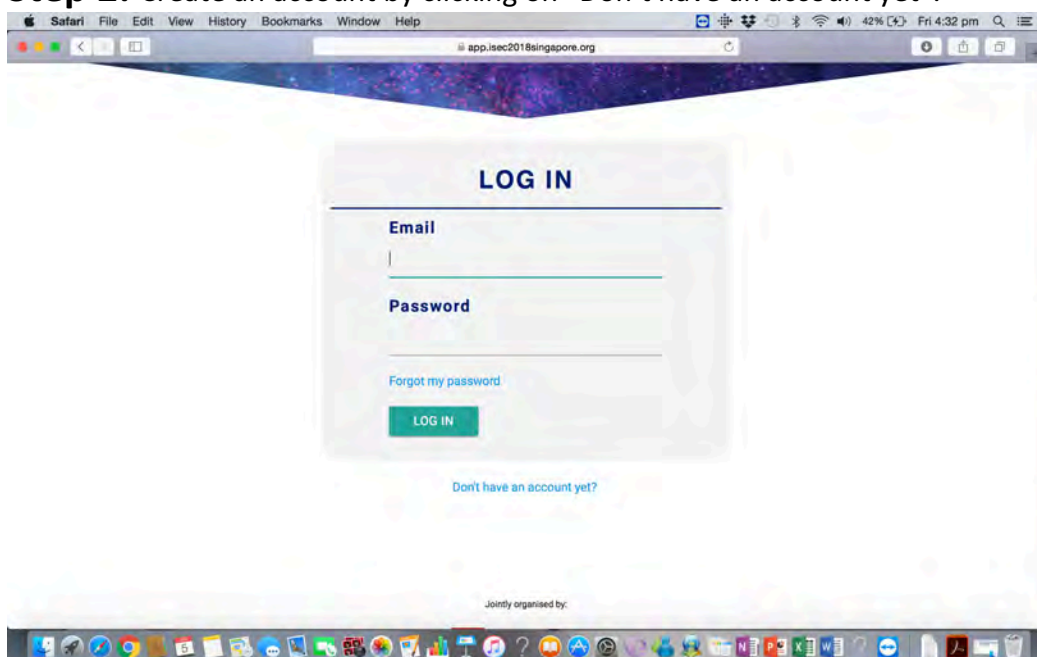 Create an account by clicking on "Don't have an account yet".
Safari File Edit View History Bookmarks Window Help 42% Fri 4:32 pm
app.isec2018singapore.org
LOG IN
Email
Password
Forgot my password
LOG IN
Don't have an account yet?
Jointly organised by:
5